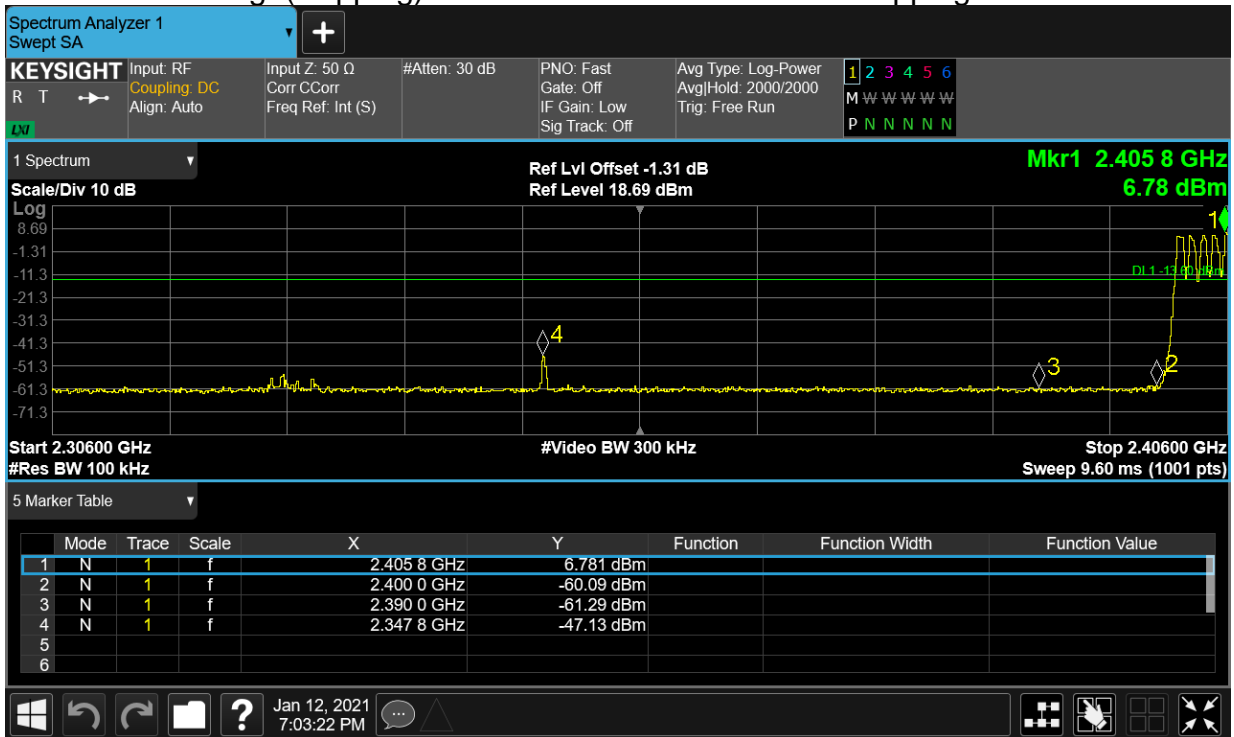 Spectrum Analyzer 1
Swept SA
+
KEYSIGHT
R T
LXI
Input: RF
Coupling: DC
Align: Auto
Input Z: 50 Ω
Corr CCorr
Freq Ref: Int (S)
#Atten: 30 dB
PNO: Fast
Gate: Off
IF Gain: Low
Sig Track: Off
Avg Type: Log-Power
Avg|Hold: 2000/2000
Trig: Free Run
1 2 3 4 5 6
M W W W W W
P N N N N N
1 Spectrum
Scale/Div 10 dB
Ref Lvl Offset -1.31 dB
Ref Level 18.69 dBm
Mkr1 2.405 8 GHz
6.78 dBm
Log
8.69
-1.31
-11.3
-21.3
-31.3
-41.3
-51.3
-61.3
-71.3
1
DL1 -13.60 dBm
4
3
2
Start 2.30600 GHz
#Res BW 100 kHz
#Video BW 300 kHz
Stop 2.40600 GHz
Sweep 9.60 ms (1001 pts)
5 Marker Table
Mode Trace Scale X Y Function Function Width Function Value
1 N 1 f 2.405 8 GHz 6.781 dBm
2 N 1 f 2.400 0 GHz -60.09 dBm
3 N 1 f 2.390 0 GHz -61.29 dBm
4 N 1 f 2.347 8 GHz -47.13 dBm
5
6
?
Jan 12, 2021
7:03:22 PM